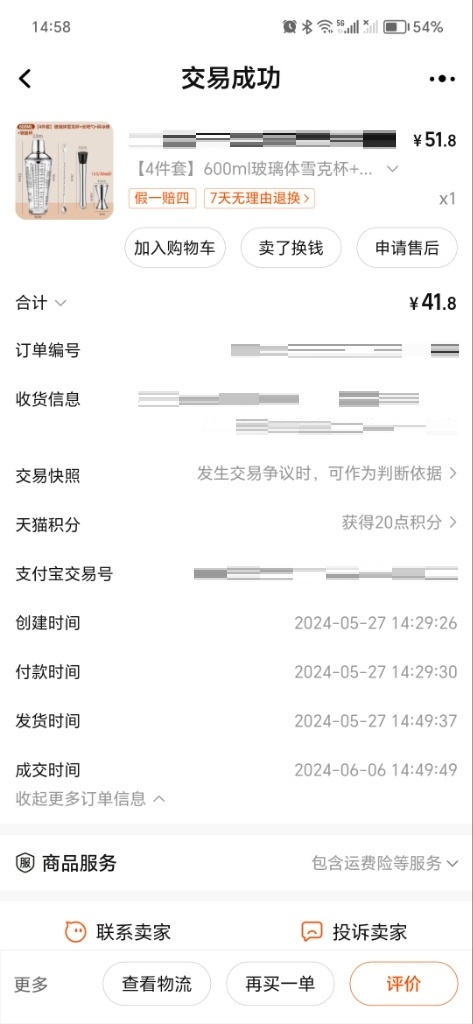 14:58
5G
54%
交易成功
¥51.8
【4件套】600ml玻璃体雪克杯+...
假一赔四 7天无理由退换>
x1
加入购物车 卖了换钱 申请售后
合计 ¥41.8
订单编号
收货信息
交易快照 发生交易争议时，可作为判断依据 >
天猫积分 获得20点积分 >
支付宝交易号
创建时间 2024-05-27 14:29:26
付款时间 2024-05-27 14:29:30
发货时间 2024-05-27 14:49:37
成交时间 2024-06-06 14:49:49
收起更多订单信息
服 商品服务 包含运费险等服务
联系卖家 投诉卖家
更多 查看物流 再买一单 评价